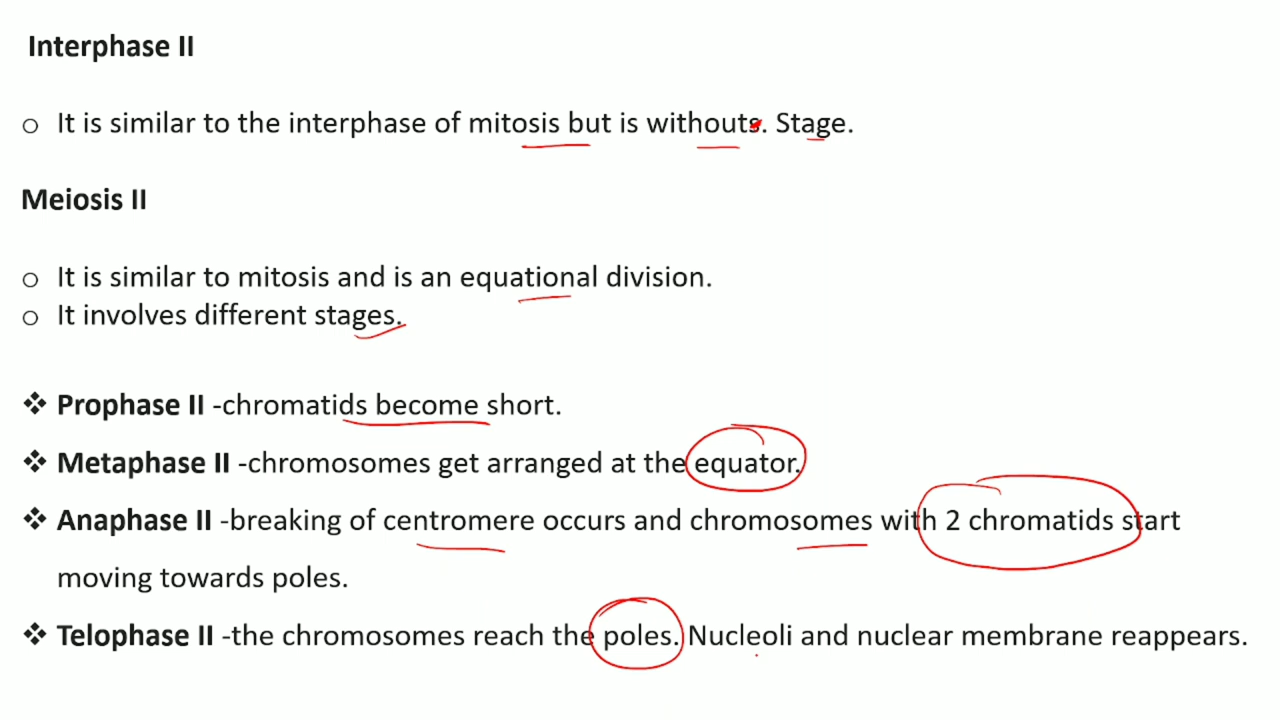 Interphase II
o It is similar to the interphase of mitosis but is withouts. Stage.
Meiosis II
o It is similar to mitosis and is an equational division.
o It involves different stages.
❖ Prophase II -chromatids become short.
❖ Metaphase II -chromosomes get arranged at the equator.
❖ Anaphase II -breaking of centromere occurs and chromosomes with 2 chromatids start
moving towards poles.
❖ Telophase II -the chromosomes reach the poles. Nucleoli and nuclear membrane reappears.